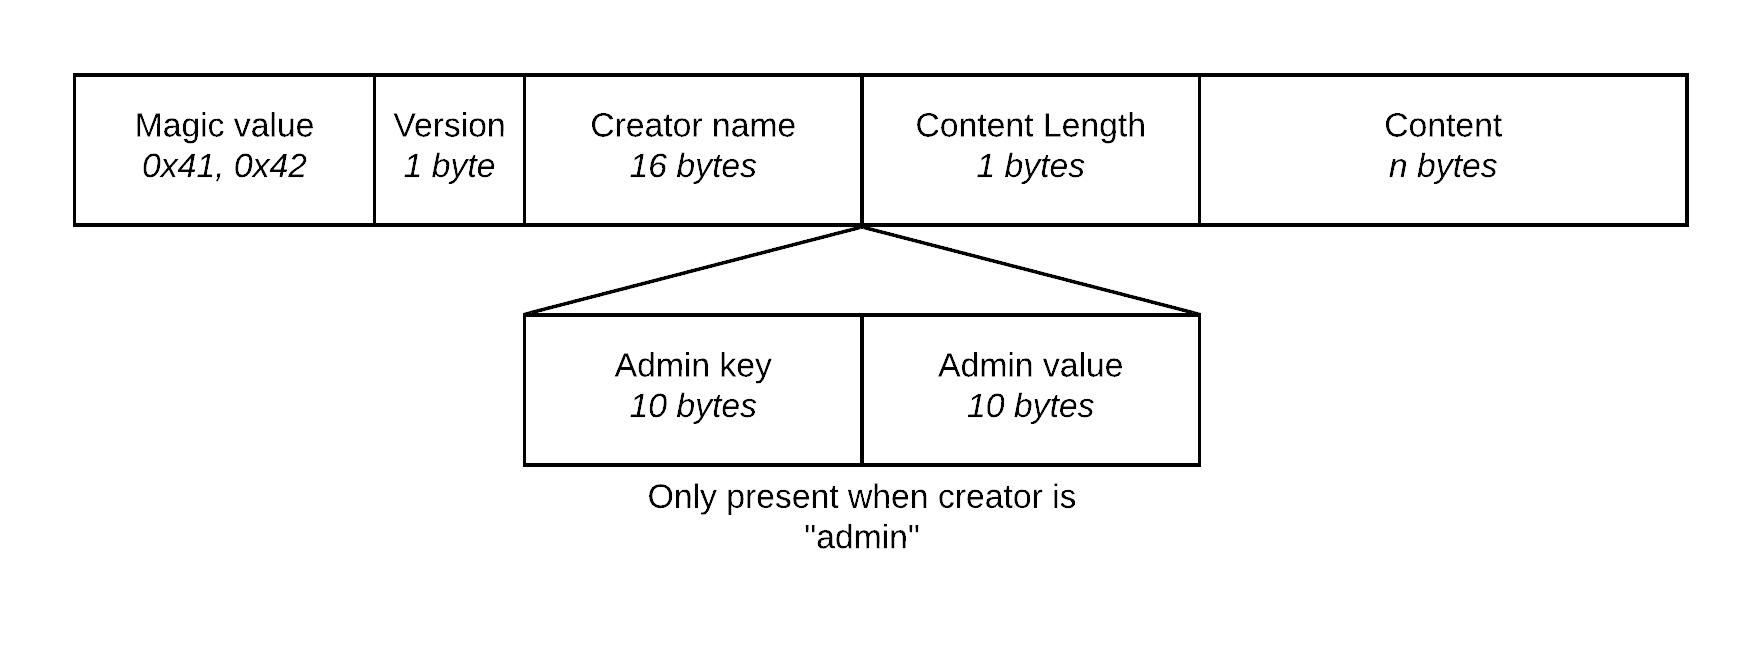 Magic value
0x41, 0x42
Version
1 byte
Creator name
16 bytes
Content Length
1 bytes
Content
n bytes
Admin key
10 bytes
Admin value
10 bytes
Only present when creator is
"admin"